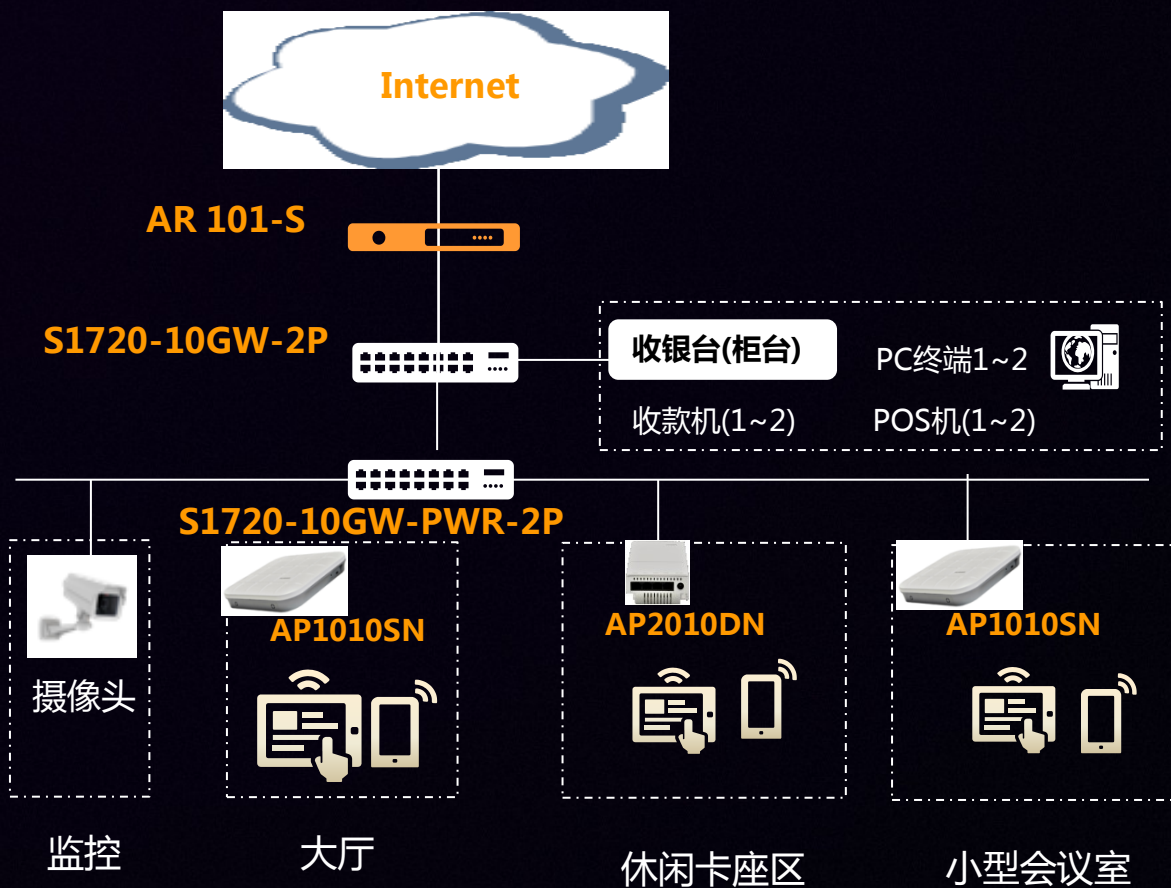 Internet
AR 101-S
S1720-10GW-2P
收银台(柜台)
PC终端1~2
收款机(1~2)
POS机(1~2)
S1720-10GW-PWR-2P
AP1010SN
AP2010DN
AP1010SN
摄像头
监控
大厅
休闲卡座区
小型会议室